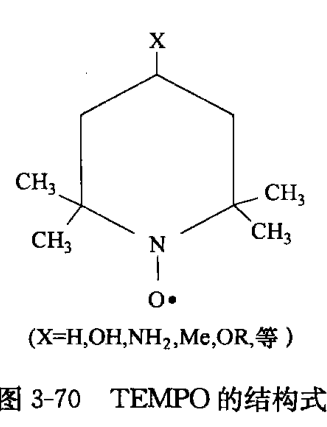 X
CH₃
CH₃
CH₃
CH₃
N
O•
(X=H,OH,NH₂,Me,OR,等)
图 3-70 TEMPO 的结构式